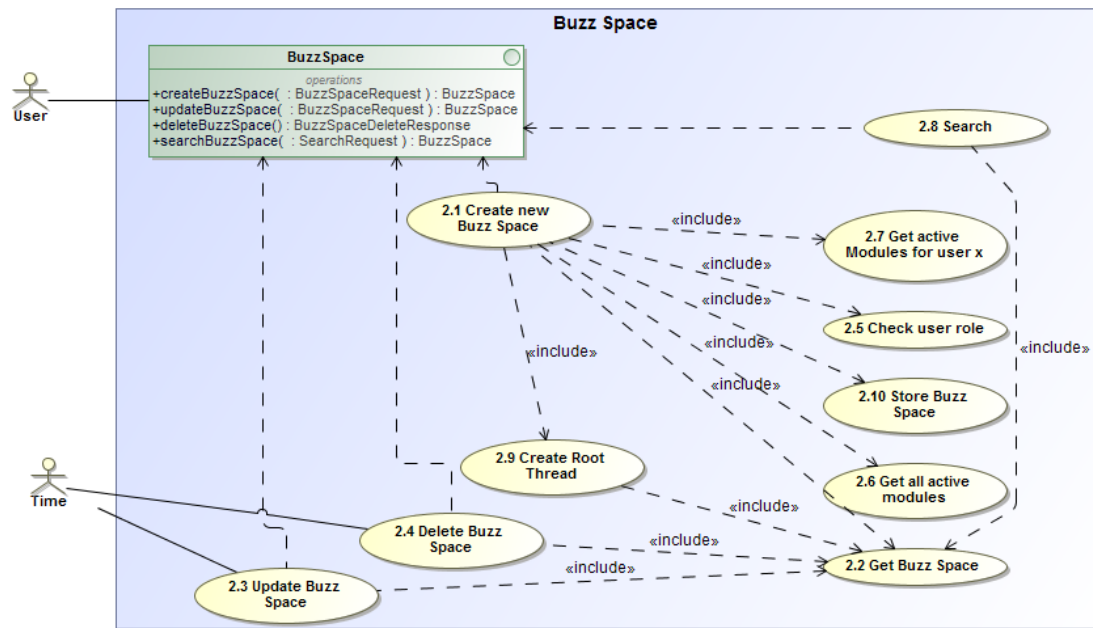 Buzz Space
BuzzSpace
operations
+createBuzzSpace( : BuzzSpaceRequest ) : BuzzSpace
+updateBuzzSpace( : BuzzSpaceRequest ) : BuzzSpace
+deleteBuzzSpace() : BuzzSpaceDeleteResponse
+searchBuzzSpace( : SearchRequest ) : BuzzSpace
User
2.8 Search
2.1 Create new
Buzz Space
«include»
2.7 Get active
Modules for user x
«include»
«include»
2.5 Check user role
«include»
«include»
«include»
2.10 Store Buzz
Space
«include»
2.9 Create Root
Thread
2.6 Get all active
modules
Time
«include»
2.4 Delete Buzz
Space
«include»
«include»
2.2 Get Buzz Space
2.3 Update Buzz
Space